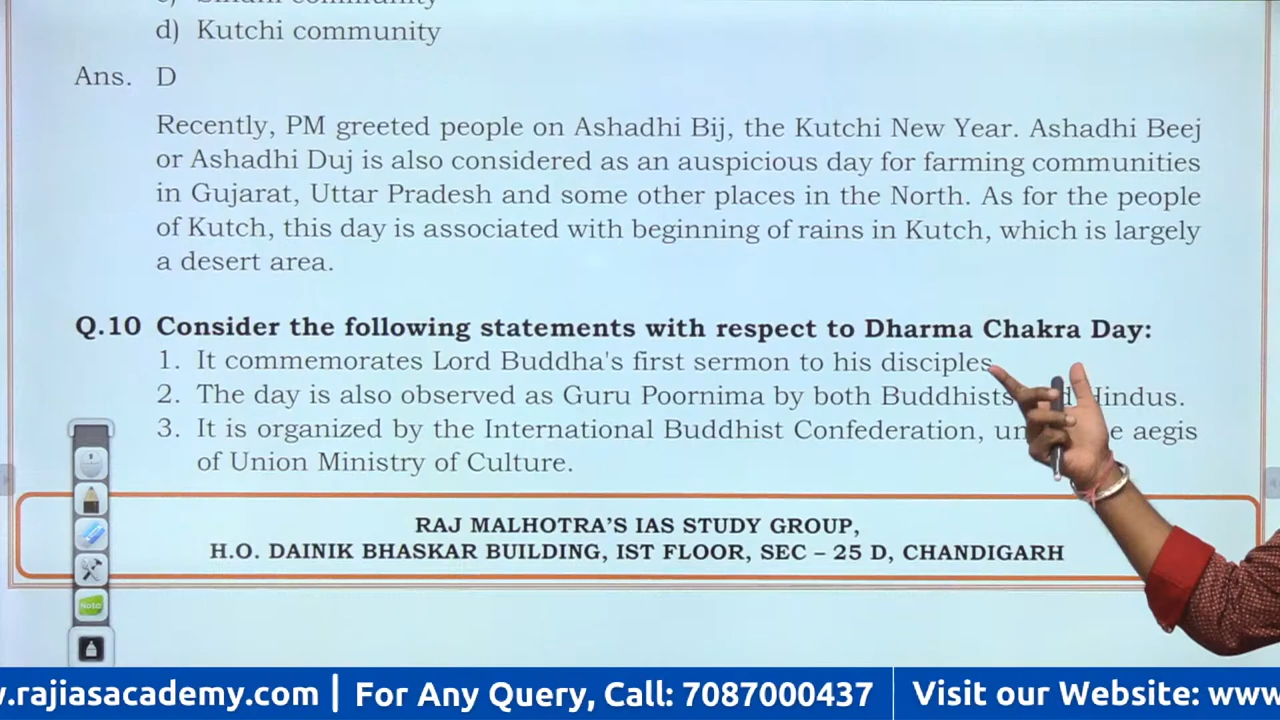 d) Kutchi community
Ans. D
Recently, PM greeted people on Ashadhi Bij, the Kutchi New Year. Ashadhi Beej
or Ashadhi Duj is also considered as an auspicious day for farming communities
in Gujarat, Uttar Pradesh and some other places in the North. As for the people
of Kutch, this day is associated with beginning of rains in Kutch, which is largely
a desert area.
Q.10 Consider the following statements with respect to Dharma Chakra Day:
1. It commemorates Lord Buddha's first sermon to his disciples
2. The day is also observed as Guru Poornima by both Buddhists Hindus.
3. It is organized by the International Buddhist Confederation, aegis
of Union Ministry of Culture.
Note
RAJ MALHOTRA'S IAS STUDY GROUP,
H.O. DAINIK BHASKAR BUILDING, IST FLOOR, SEC – 25 D, CHANDIGARH
.rajiasacademy.com | For Any Query, Call: 7087000437 Visit our Website: www